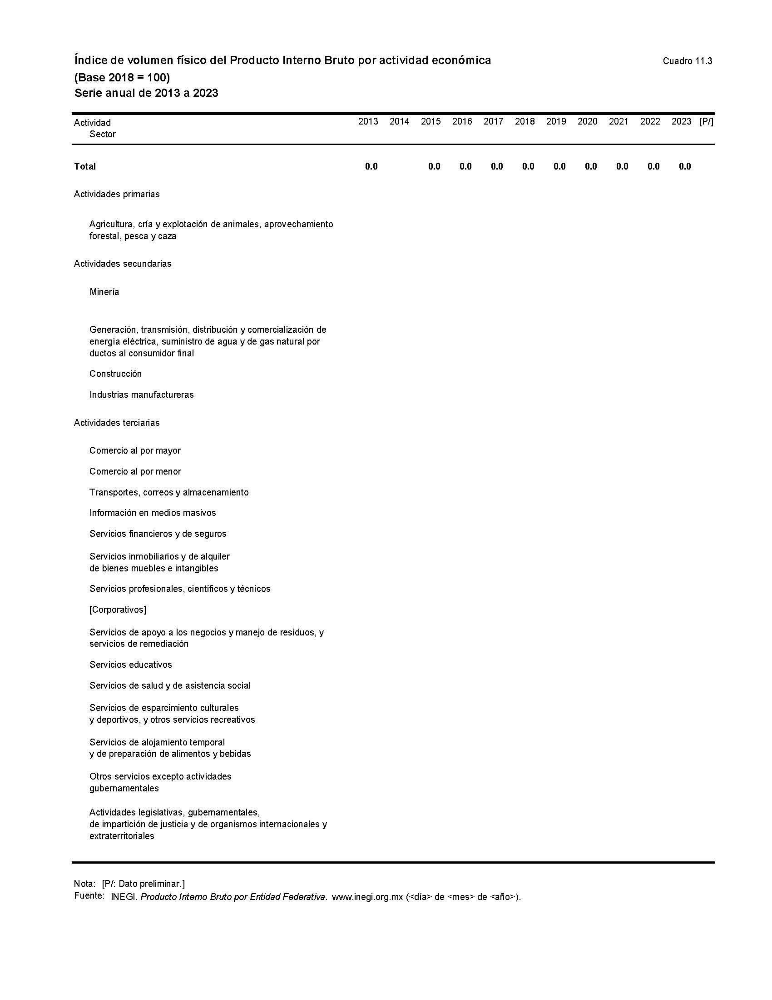 Índice de volumen físico del Producto Interno Bruto por actividad económica Cuadro 11.3
(Base 2018 = 100)
Serie anual de 2013 a 2023
Actividad 2013 2014 2015 2016 2017 2018 2019 2020 2021 2022 2023 [P/]
Sector
Total 0.0 0.0 0.0 0.0 0.0 0.0 0.0 0.0 0.0 0.0
Actividades primarias
Agricultura, cría y explotación de animales, aprovechamiento
forestal, pesca y caza
Actividades secundarias
Minería
Generación, transmisión, distribución y comercialización de
energía eléctrica, suministro de agua y de gas natural por
ductos al consumidor final
Construcción
Industrias manufactureras
Actividades terciarias
Comercio al por mayor
Comercio al por menor
Transportes, correos y almacenamiento
Información en medios masivos
Servicios financieros y de seguros
Servicios inmobiliarios y de alquiler
de bienes muebles e intangibles
Servicios profesionales, científicos y técnicos
[Corporativos]
Servicios de apoyo a los negocios y manejo de residuos, y
servicios de remediación
Servicios educativos
Servicios de salud y de asistencia social
Servicios de esparcimiento culturales
y deportivos, y otros servicios recreativos
Servicios de alojamiento temporal
y de preparación de alimentos y bebidas
Otros servicios excepto actividades
gubernamentales
Actividades legislativas, gubernamentales,
de impartición de justicia y de organismos internacionales y
extraterritoriales
Nota: [P/: Dato preliminar.]
Fuente: INEGI. Producto Interno Bruto por Entidad Federativa. www.inegi.org.mx (<día> de <mes> de <año>).